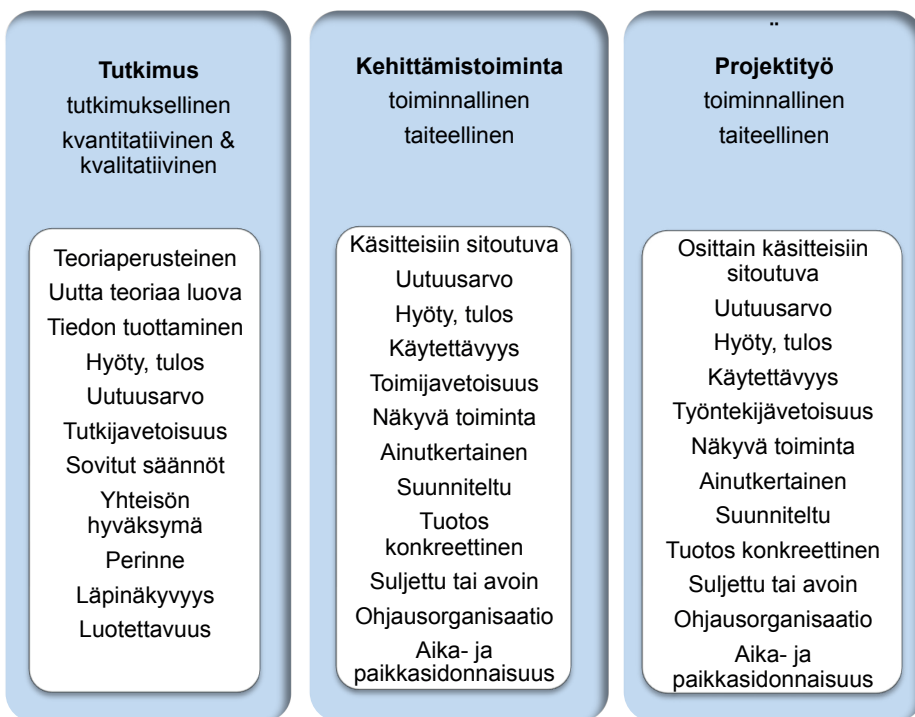 Tutkimus
tutkimuksellinen
kvantitatiivinen &
kvalitatiivinen
Teoriaperusteinen
Uutta teoriaa luova
Tiedon tuottaminen
Hyöty, tulos
Uutuusarvo
Tutkijavetoisuus
Sovitut säännöt
Yhteisön
hyväksymä
Perinne
Läpinäkyvyys
Luotettavuus
Kehittämistoiminta
toiminnallinen
taiteellinen
Käsitteisiin sitoutuva
Uutuusarvo
Hyöty, tulos
Käytettävyys
Toimijavetoisuus
Näkyvä toiminta
Ainutkertainen
Suunniteltu
Tuotos
konkreettinen
Suljettu tai avoin
Ohjausorganisaatio
Aika- ja
paikkasidonnaisuus
¨
Projektityö
toiminnallinen
taiteellinen
Osittain käsitteisiin
sitoutuva
Uutuusarvo
Hyöty, tulos
Käytettävyys
Työntekijävetoisuus
Näkyvä toiminta
Ainutkertainen
Suunniteltu
Tuotos konkreettinen
Suljettu tai avoin
Ohjausorganisaatio
Aika- ja
paikkasidonnaisuus